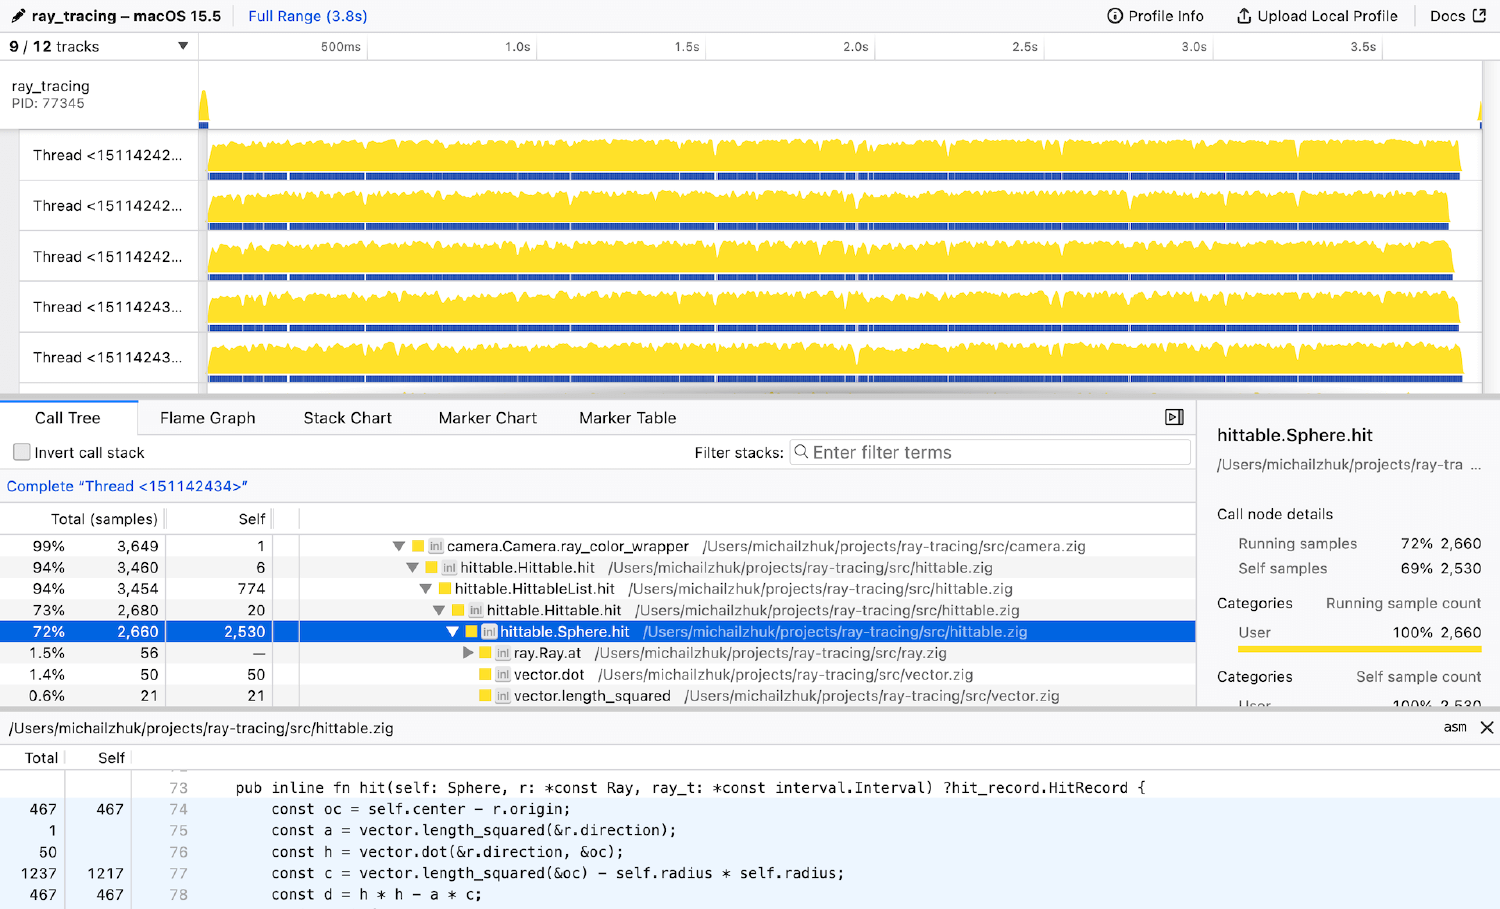 ray_tracing – macOS 15.5 Full Range (3.8s) Profile Info Upload Local Profile Docs
9 / 12 tracks 500ms 1.0s 1.5s 2.0s 2.5s 3.0s 3.5s
ray_tracing
PID: 77345
Thread <15114242...
Thread <15114242...
Thread <15114242...
Thread <15114243...
Thread <15114243...
Call Tree Flame Graph Stack Chart Marker Chart Marker Table
Invert call stack Filter stacks: Enter filter terms
Complete “Thread <151142434>”
Total (samples) Self
99% 3,649 1 inl camera.Camera.ray_color_wrapper /Users/michailzhuk/projects/ray-tracing/src/camera.zig
94% 3,460 6 inl hittable.Hittable.hit /Users/michailzhuk/projects/ray-tracing/src/hittable.zig
94% 3,454 774 hittable.HittableList.hit /Users/michailzhuk/projects/ray-tracing/src/hittable.zig
73% 2,680 20 inl hittable.Hittable.hit /Users/michailzhuk/projects/ray-tracing/src/hittable.zig
72% 2,660 2,530 inl hittable.Sphere.hit /Users/michailzhuk/projects/ray-tracing/src/hittable.zig
1.5% 56 — inl ray.Ray.at /Users/michailzhuk/projects/ray-tracing/src/ray.zig
1.4% 50 50 inl vector.dot /Users/michailzhuk/projects/ray-tracing/src/vector.zig
0.6% 21 21 inl vector.length_squared /Users/michailzhuk/projects/ray-tracing/src/vector.zig
hittable.Sphere.hit
/Users/michailzhuk/projects/ray-tra ...
Call node details
Running samples 72% 2,660
Self samples 69% 2,530
Categories Running sample count
User 100% 2,660
Categories Self sample count
User 100% 2,530
/Users/michailzhuk/projects/ray-tracing/src/hittable.zig asm
Total Self
73 pub inline fn hit(self: Sphere, r: *const Ray, ray_t: *const interval.Interval) ?hit_record.HitRecord {
467 467 74 const oc = self.center - r.origin;
1 75 const a = vector.length_squared(&r.direction);
50 76 const h = vector.dot(&r.direction, &oc);
1237 1217 77 const c = vector.length_squared(&oc) - self.radius * self.radius;
467 467 78 const d = h * h - a * c;